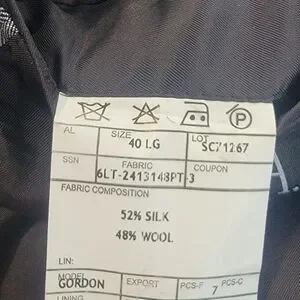 P
AL SIZE LOT
40 LG SC71267
SSN FABRIC COUPON
6LT-2413148PT-3
FABRIC COMPOSITION
52% SILK
48% WOOL
LIN:
MODEL EXPORT PCS-F PCS-C
GORDON 7
LINING